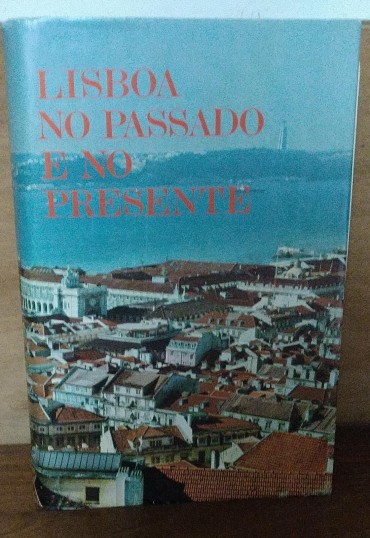 LISBOA
NO PASSADO
E NO
PRESENTE